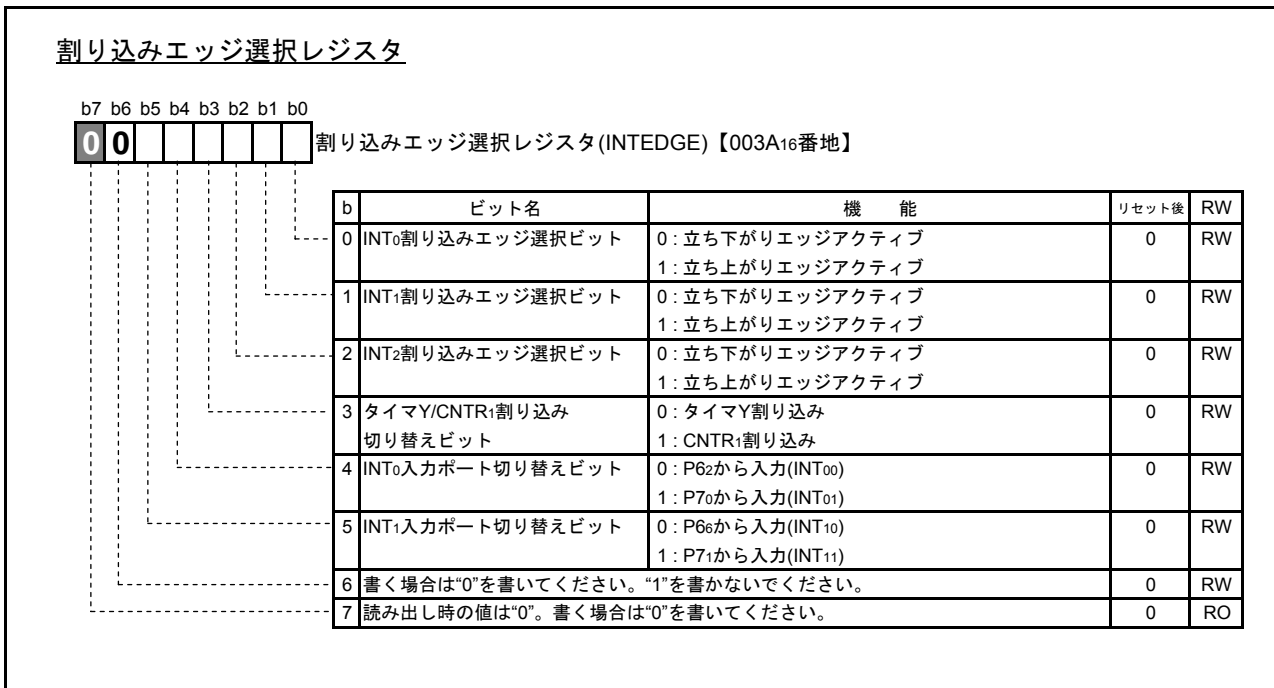 割り込みエッジ選択レジスタ
b7 b6 b5 b4 b3 b2 b1 b0
0 0
割り込みエッジ選択レジスタ(INTEDGE)【003A16番地】
b ビット名 機 能 リセット後 RW
0 INT0割り込みエッジ選択ビット 0 : 立ち下がりエッジアクティブ 0 RW
1 : 立ち上がりエッジアクティブ
1 INT1割り込みエッジ選択ビット 0 : 立ち下がりエッジアクティブ 0 RW
1 : 立ち上がりエッジアクティブ
2 INT2割り込みエッジ選択ビット 0 : 立ち下がりエッジアクティブ 0 RW
1 : 立ち上がりエッジアクティブ
3 タイマY/CNTR1割り込み 0 : タイマY割り込み 0 RW
切り替えビット 1 : CNTR1割り込み
4 INT0入力ポート切り替えビット 0 : P62から入力(INT00) 0 RW
1 : P70から入力(INT01)
5 INT1入力ポート切り替えビット 0 : P66から入力(INT10) 0 RW
1 : P71から入力(INT11)
6 書く場合は“0”を書いてください。“1”を書かないでください。 0 RW
7 読み出し時の値は“0”。書く場合は“0”を書いてください。 0 RO